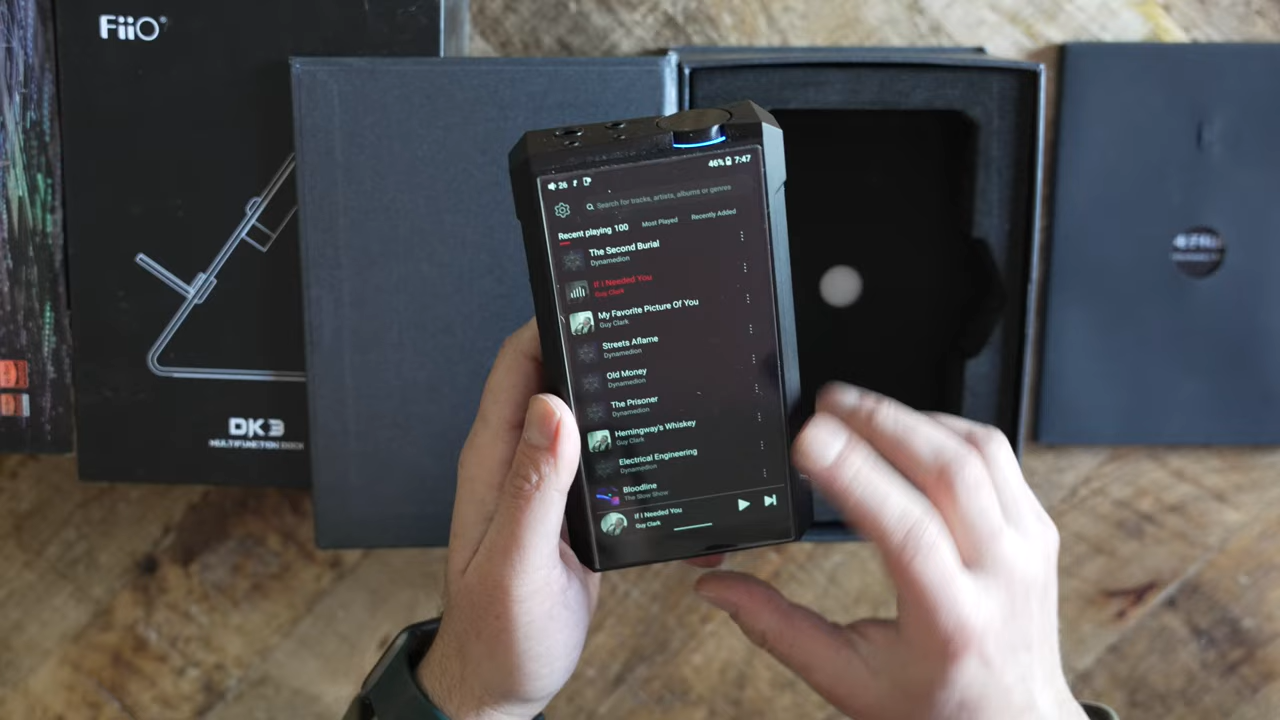 FiiO
DK3
MULTIFUNCTION DOCK
26
46% 7:47
Search for tracks, artists, albums or genres
Recent playing 100 Most Played Recently Added
The Second Burial
Dynamedion
If I Needed You
Guy Clark
My Favorite Picture Of You
Guy Clark
Streets Aflame
Dynamedion
Old Money
Dynamedion
The Prisoner
Dynamedion
Hemingway's Whiskey
Guy Clark
Electrical Engineering
Dynamedion
Bloodline
The Slow Show
If I Needed You
Guy Clark